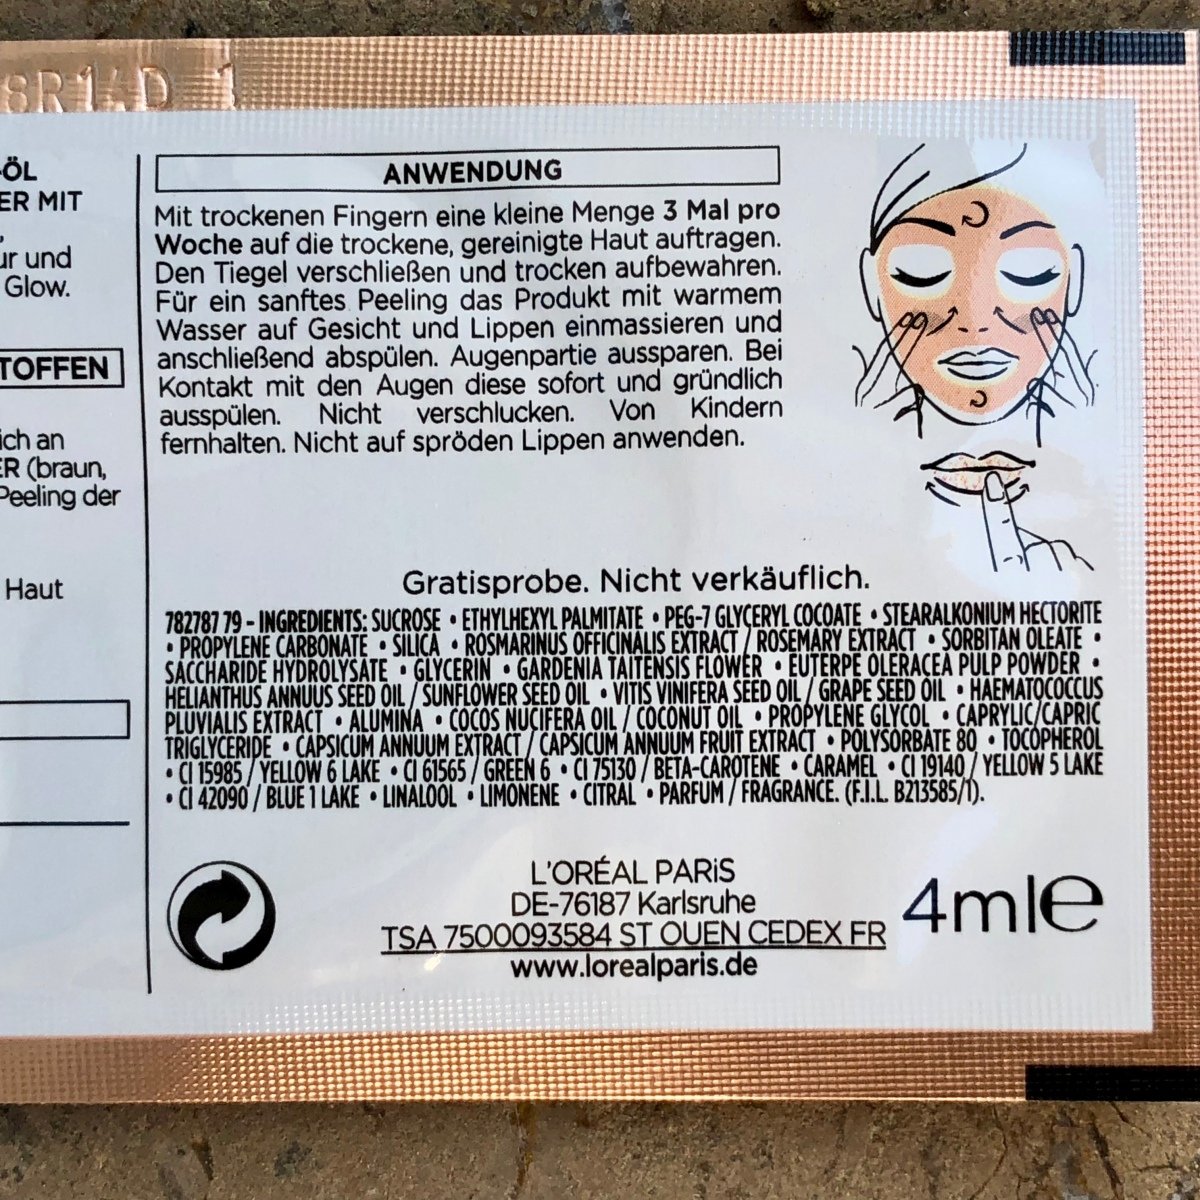 8R14D 1
-ÖL
ER MIT
ur und
Glow.
TOFFEN
ich an
ER (braun,
Peeling der
Haut
ANWENDUNG
Mit trockenen Fingern eine kleine Menge 3 Mal pro
Woche auf die trockene, gereinigte Haut auftragen.
Den Tiegel verschließen und trocken aufbewahren.
Für ein sanftes Peeling das Produkt mit warmem
Wasser auf Gesicht und Lippen einmassieren und
anschließend abspülen. Augenpartie aussparen. Bei
Kontakt mit den Augen diese sofort und gründlich
ausspülen. Nicht verschlucken. Von Kindern
fernhalten. Nicht auf spröden Lippen anwenden.
Gratisprobe. Nicht verkäuflich.
782787 79 - INGREDIENTS: SUCROSE • ETHYLHEXYL PALMITATE • PEG-7 GLYCERYL COCOATE • STEARALKONIUM HECTORITE
• PROPYLENE CARBONATE • SILICA • ROSMARINUS OFFICINALIS EXTRACT / ROSEMARY EXTRACT • SORBITAN OLEATE •
SACCHARIDE HYDROLYSATE • GLYCERIN • GARDENIA TAITENSIS FLOWER • EUTERPE OLERACEA PULP POWDER •
HELIANTHUS ANNUUS SEED OIL / SUNFLOWER SEED OIL • VITIS VINIFERA SEED OIL / GRAPE SEED OIL • HAEMATOCOCCUS
PLUVIALIS EXTRACT • ALUMINA • COCOS NUCIFERA OIL / COCONUT OIL • PROPYLENE GLYCOL • CAPRYLIC/CAPRIC
TRIGLYCERIDE • CAPSICUM ANNUUM EXTRACT / CAPSICUM ANNUUM FRUIT EXTRACT • POLYSORBATE 80 • TOCOPHEROL
• CI 15985 / YELLOW 6 LAKE • CI 61565 / GREEN 6 • CI 75130 / BETA-CAROTENE • CARAMEL • CI 19140 / YELLOW 5 LAKE
• CI 42090 / BLUE 1 LAKE • LINALOOL • LIMONENE • CITRAL • PARFUM / FRAGRANCE. (F.I.L. B213585/1).
L'ORÉAL PARiS
DE-76187 Karlsruhe
TSA 7500093584 ST OUEN CEDEX FR
www.lorealparis.de
4ml℮